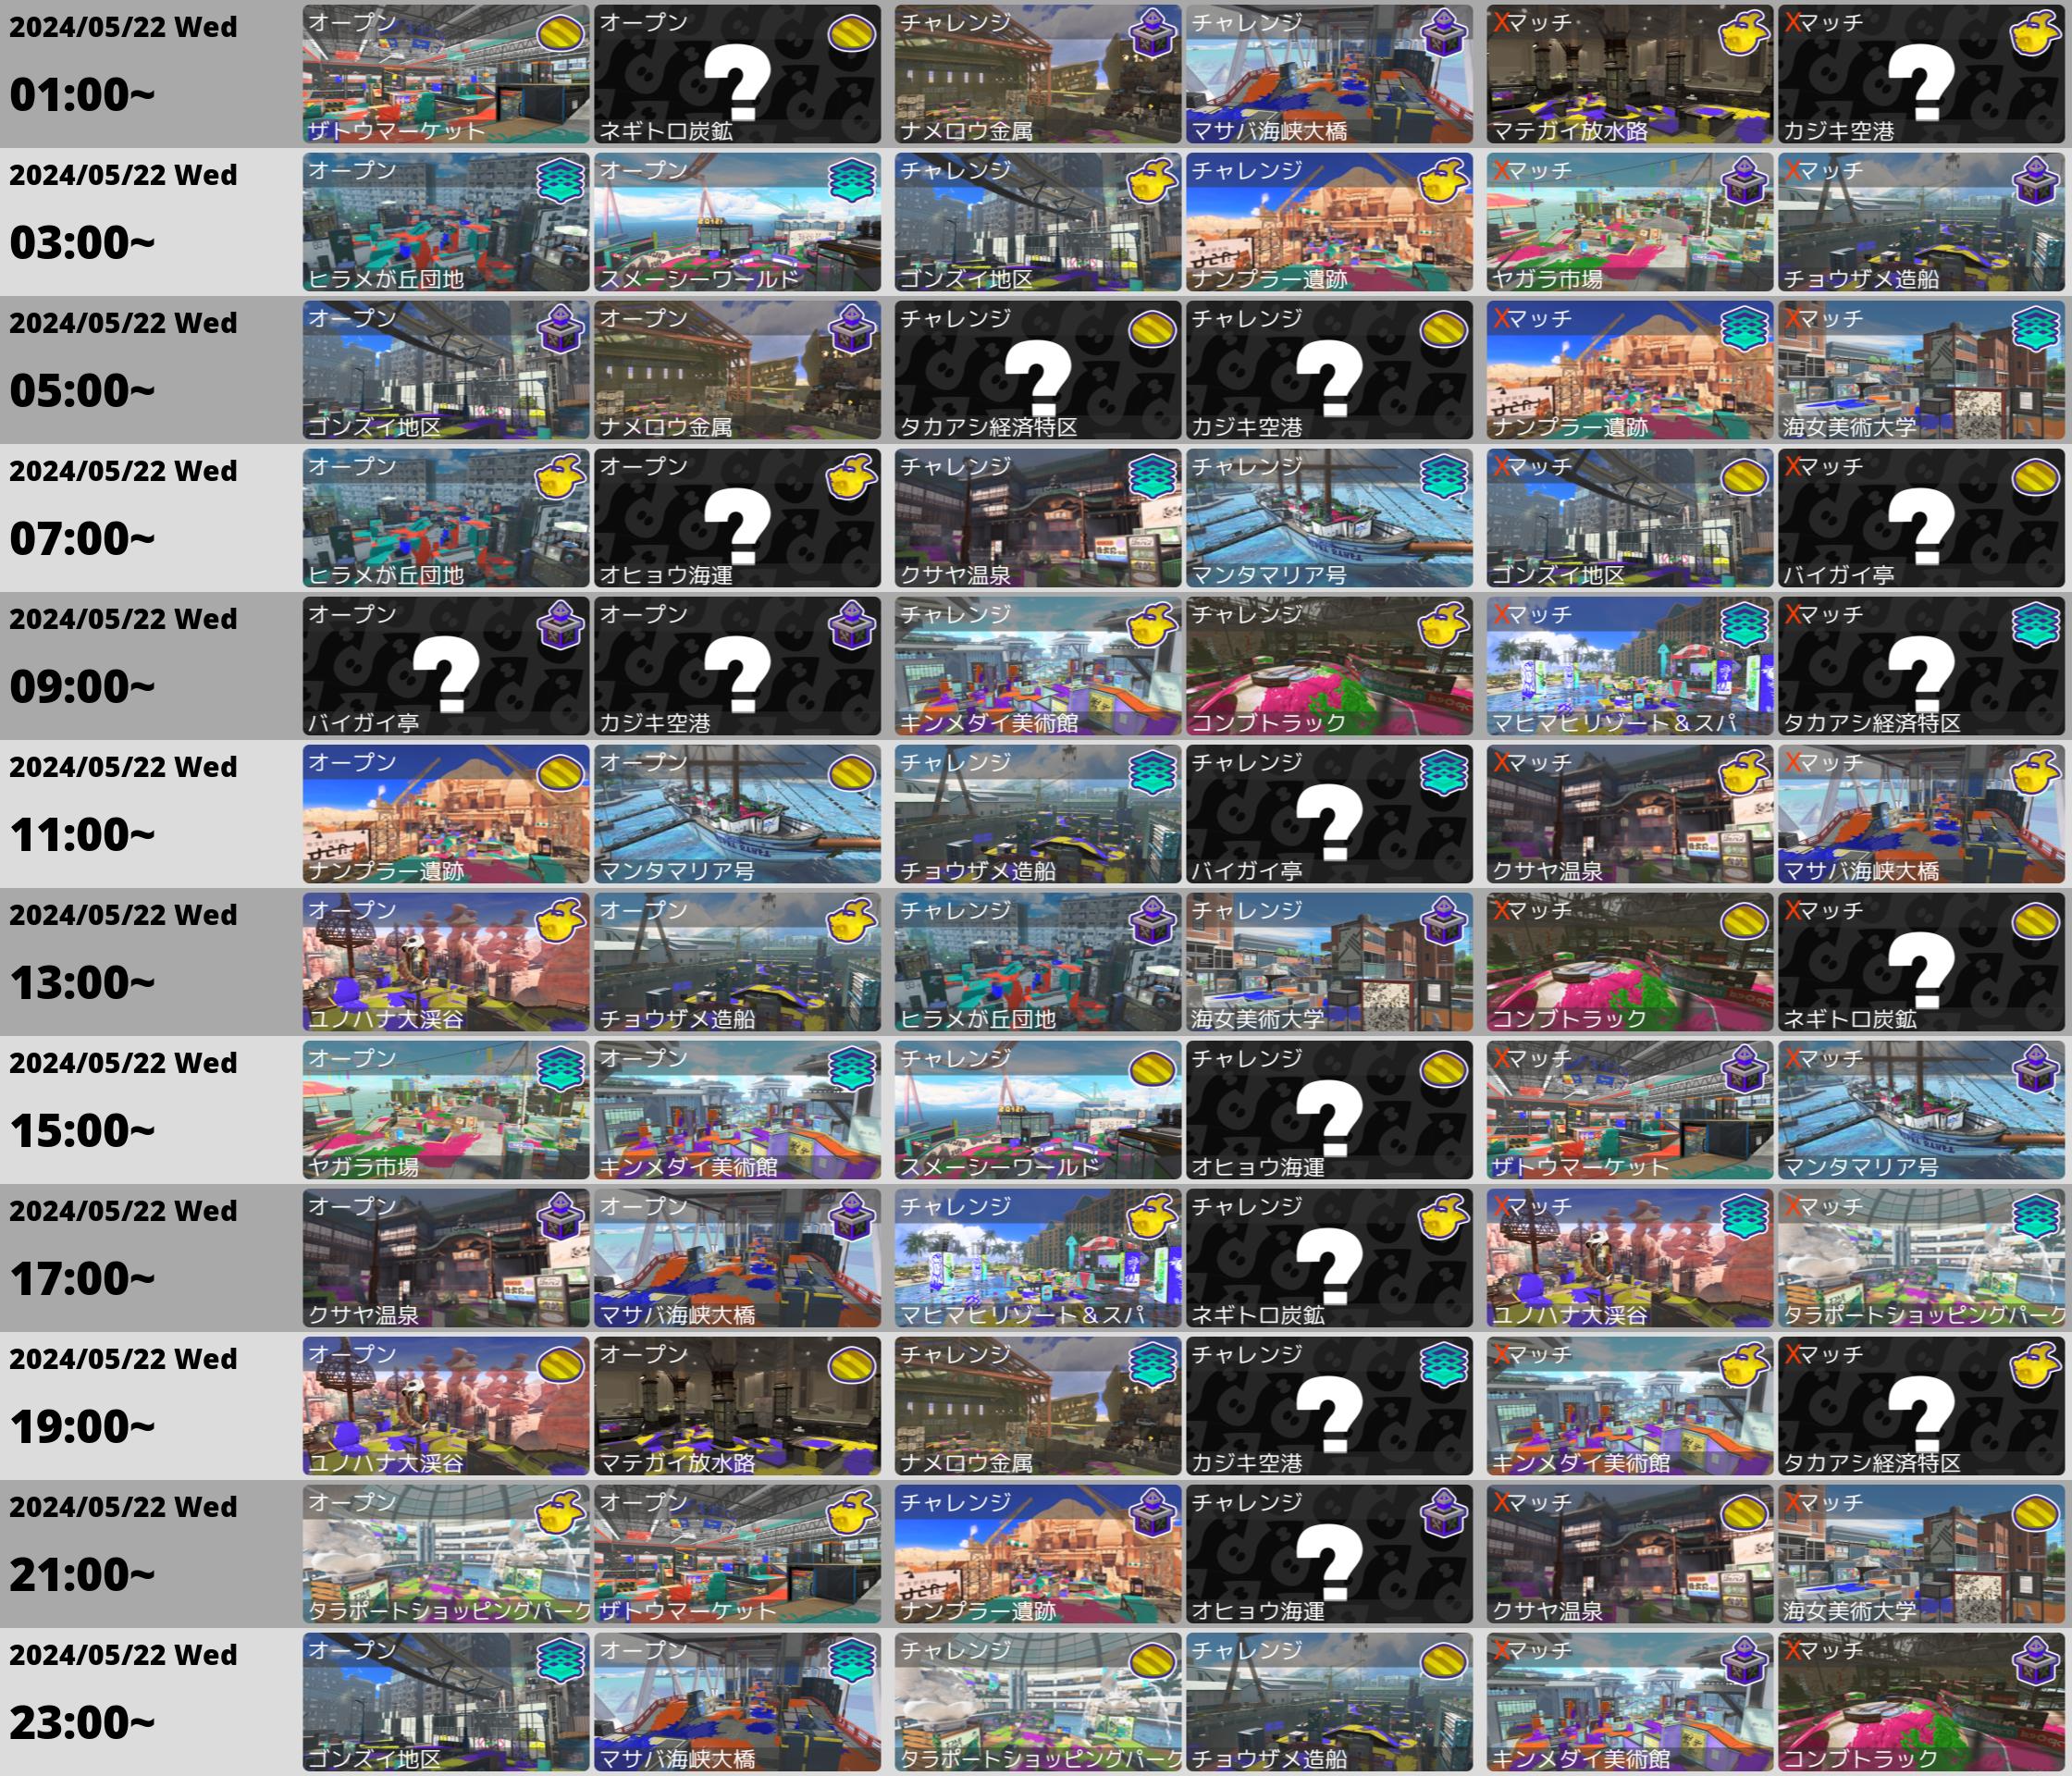 2024/05/22 Wed
01:00~
オープン
ザトウマーケット
オープン
ネギトロ炭鉱
チャレンジ
ナメロウ金属
チャレンジ
マサバ海峡大橋
Xマッチ
マテガイ放水路
Xマッチ
カジキ空港
2024/05/22 Wed
03:00~
オープン
ヒラメが丘団地
オープン
スメーシーワールド
チャレンジ
ゴンズイ地区
チャレンジ
ナンプラー遺跡
Xマッチ
ヤガラ市場
Xマッチ
チョウザメ造船
2024/05/22 Wed
05:00~
オープン
ゴンズイ地区
オープン
ナメロウ金属
チャレンジ
タカアシ経済特区
チャレンジ
カジキ空港
Xマッチ
ナンプラー遺跡
Xマッチ
海女美術大学
2024/05/22 Wed
07:00~
オープン
ヒラメが丘団地
オープン
オヒョウ海運
チャレンジ
クサヤ温泉
チャレンジ
マンタマリア号
Xマッチ
ゴンズイ地区
Xマッチ
バイガイ亭
2024/05/22 Wed
09:00~
オープン
バイガイ亭
オープン
カジキ空港
チャレンジ
キンメダイ美術館
チャレンジ
コンブトラック
Xマッチ
マヒマヒリゾート＆スパ
Xマッチ
タカアシ経済特区
2024/05/22 Wed
11:00~
オープン
ナンプラー遺跡
オープン
マンタマリア号
チャレンジ
チョウザメ造船
チャレンジ
バイガイ亭
Xマッチ
クサヤ温泉
Xマッチ
マサバ海峡大橋
2024/05/22 Wed
13:00~
オープン
ユノハナ大渓谷
オープン
チョウザメ造船
チャレンジ
ヒラメが丘団地
チャレンジ
海女美術大学
Xマッチ
コンブトラック
Xマッチ
ネギトロ炭鉱
2024/05/22 Wed
15:00~
オープン
ヤガラ市場
オープン
キンメダイ美術館
チャレンジ
スメーシーワールド
チャレンジ
オヒョウ海運
Xマッチ
ザトウマーケット
Xマッチ
マンタマリア号
2024/05/22 Wed
17:00~
オープン
クサヤ温泉
オープン
マサバ海峡大橋
チャレンジ
マヒマヒリゾート＆スパ
チャレンジ
ネギトロ炭鉱
Xマッチ
ユノハナ大渓谷
Xマッチ
タラポートショッピングパーク
2024/05/22 Wed
19:00~
オープン
ユノハナ大渓谷
オープン
マテガイ放水路
チャレンジ
ナメロウ金属
チャレンジ
カジキ空港
Xマッチ
キンメダイ美術館
Xマッチ
タカアシ経済特区
2024/05/22 Wed
21:00~
オープン
タラポートショッピングパーク
オープン
ザトウマーケット
チャレンジ
ナンプラー遺跡
チャレンジ
オヒョウ海運
Xマッチ
クサヤ温泉
Xマッチ
海女美術大学
2024/05/22 Wed
23:00~
オープン
ゴンズイ地区
オープン
マサバ海峡大橋
チャレンジ
タラポートショッピングパーク
チャレンジ
チョウザメ造船
Xマッチ
キンメダイ美術館
Xマッチ
コンブトラック